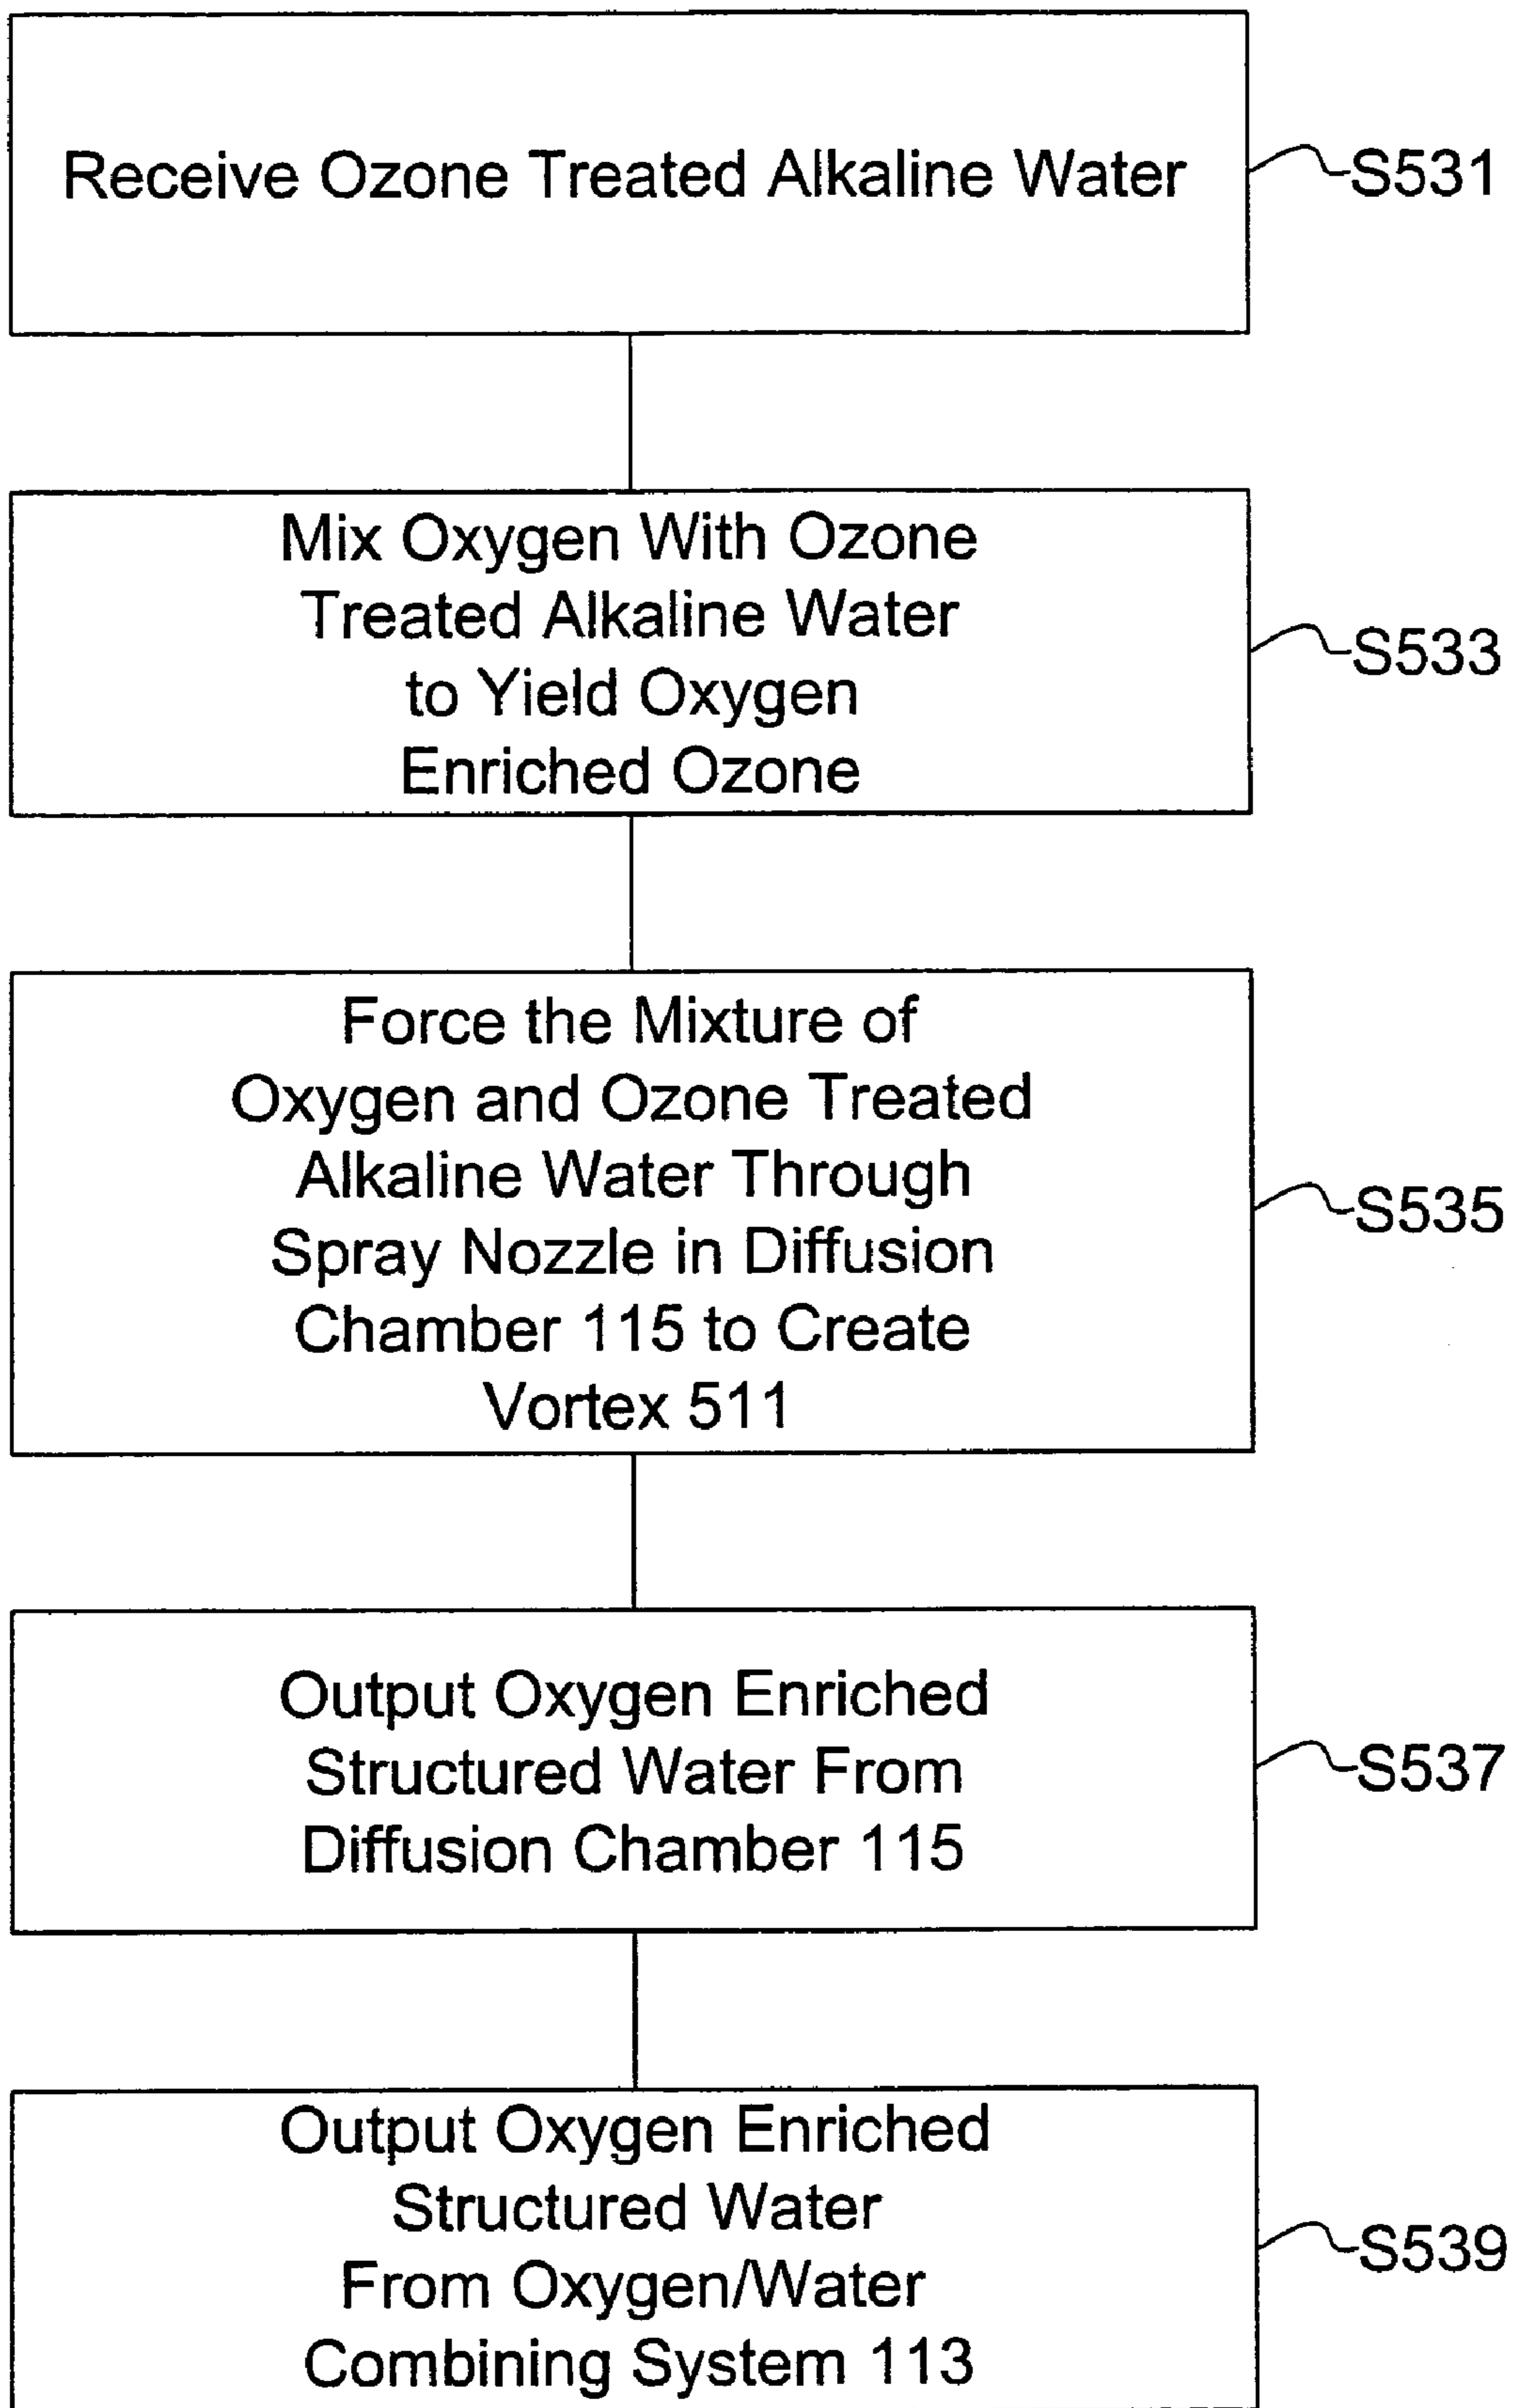 Receive Ozone Treated Alkaline Water
S531
Mix Oxygen With Ozone
Treated Alkaline Water
to Yield Oxygen
Enriched Ozone
S533
Force the Mixture of
Oxygen and Ozone Treated
Alkaline Water Through
Spray Nozzle in Diffusion
Chamber 115 to Create
Vortex 511
S535
Output Oxygen Enriched
Structured Water From
Diffusion Chamber 115
S537
Output Oxygen Enriched
Structured Water
From Oxygen/Water
Combining System 113
S539